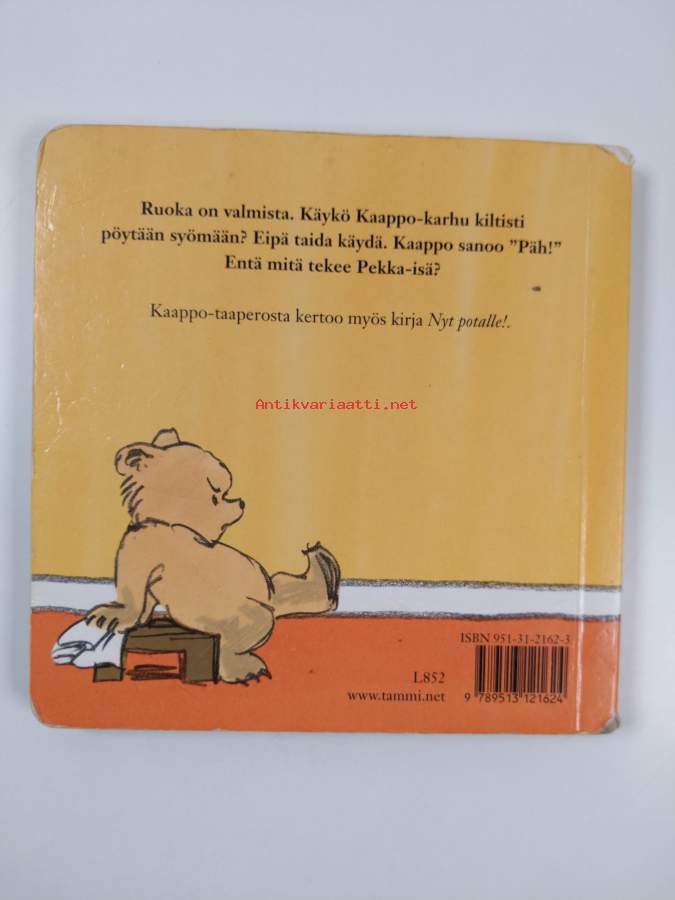 Ruoka on valmista. Käykö Kaappo-karhu kiltisti
pöytään syömään? Eipä taida käydä. Kaappo sanoo ”Päh!”
Entä mitä tekee Pekka-isä?
Kaappo-taaperosta kertoo myös kirja Nyt potalle!.
Antikvariaatti.net
ISBN 951-31-2162-3
L852
www.tammi.net
9 789513 121624